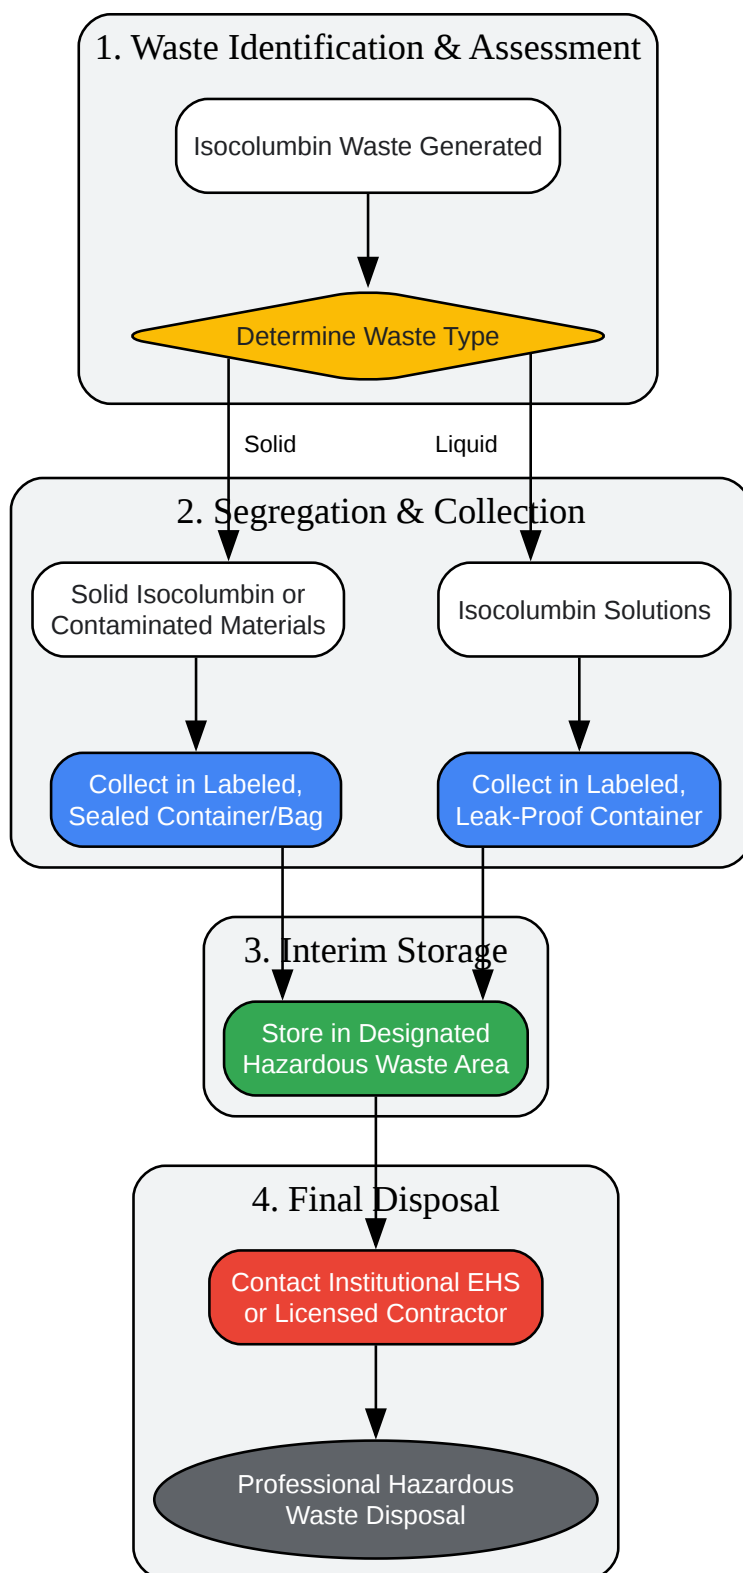 1. Waste Identification & Assessment
Isocolumbin Waste Generated
Determine Waste Type
Solid
Liquid
2. Segregation & Collection
Solid Isocolumbin or
Contaminated Materials
Isocolumbin Solutions
Collect in Labeled,
Sealed Container/Bag
Collect in Labeled,
Leak-Proof Container
3. Interim Storage
Store in Designated
Hazardous Waste Area
4. Final Disposal
Contact Institutional EHS
or Licensed Contractor
Professional Hazardous
Waste Disposal